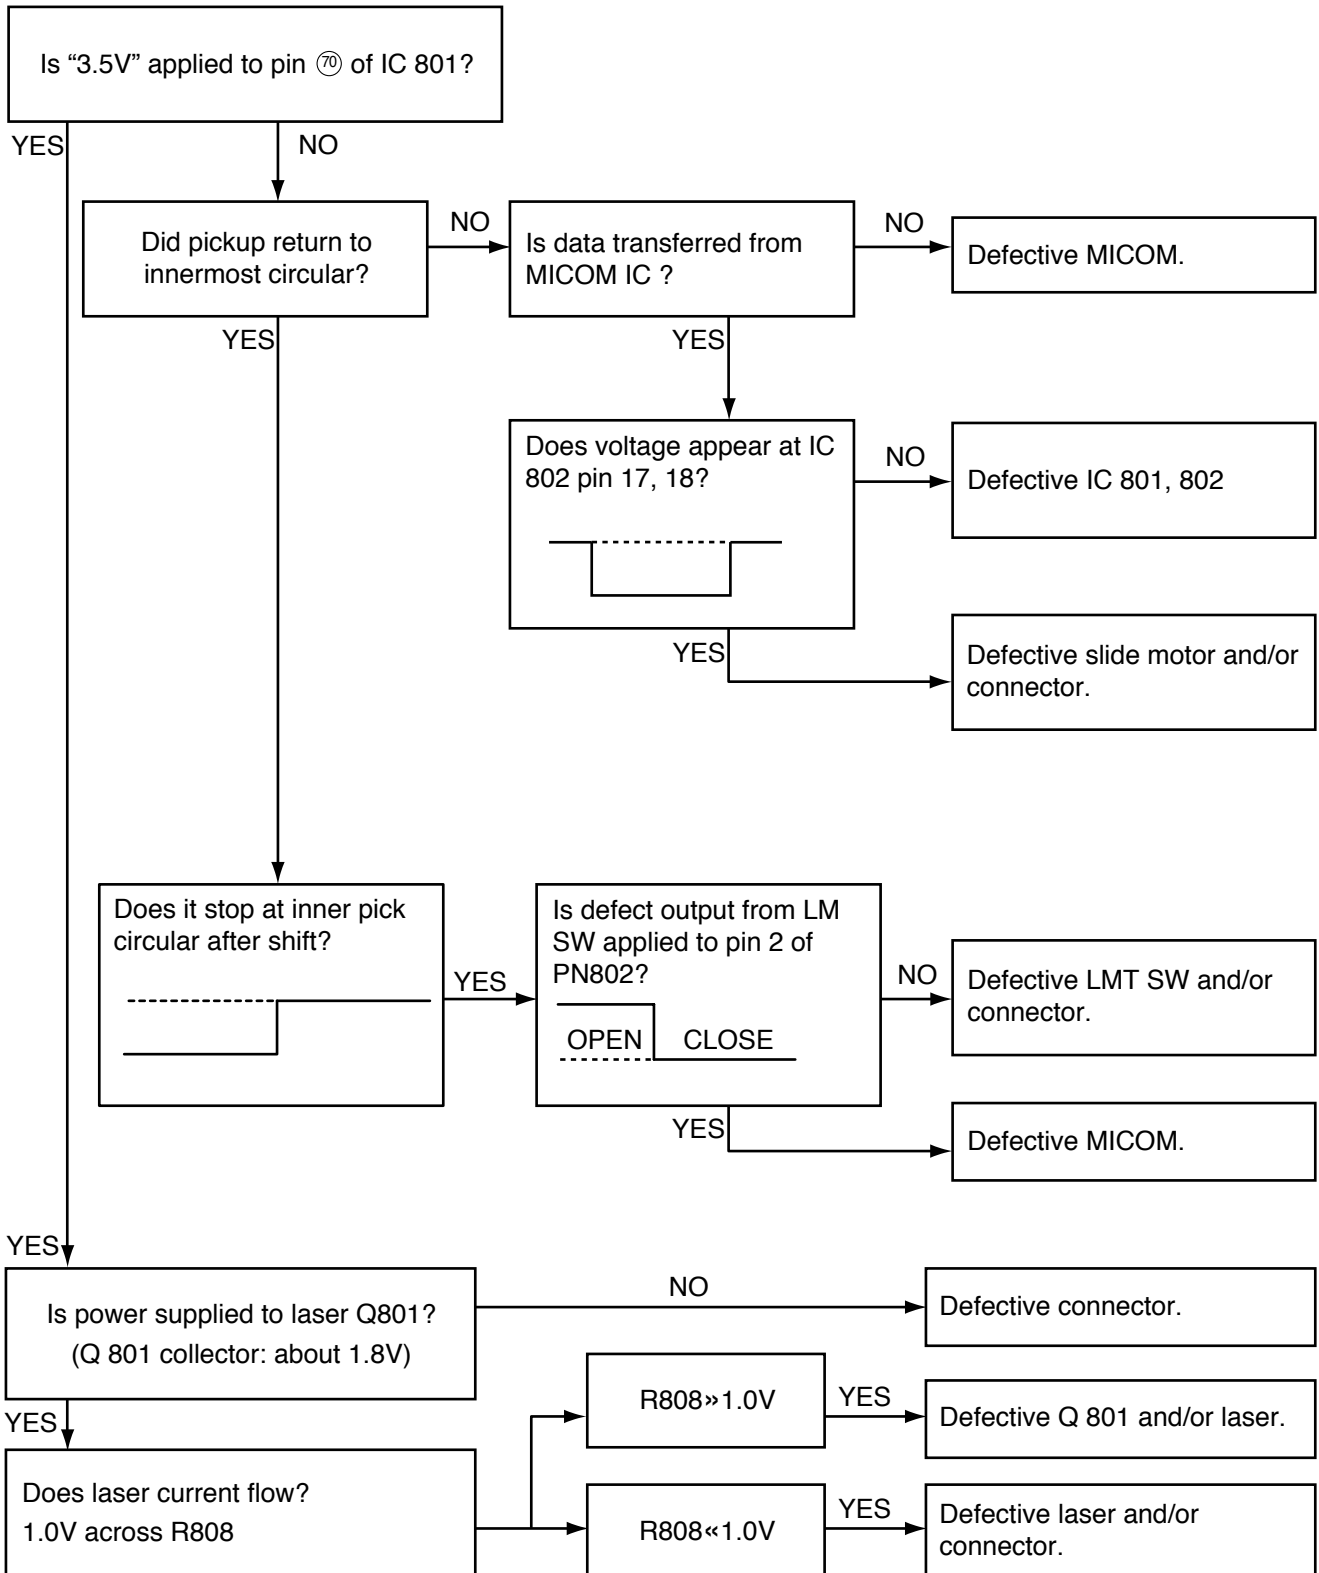 Is “3.5V” applied to pin ⑦⓪ of IC 801?
YES
NO
Did pickup return to
innermost circular?
NO
Is data transferred from
MICOM IC ?
NO
Defective MICOM.
YES
YES
Does voltage appear at IC
802 pin 17, 18?
NO
Defective IC 801, 802
YES
Defective slide motor and/or
connector.
Does it stop at inner pick
circular after shift?
YES
Is defect output from LM
SW applied to pin 2 of
PN802?
OPEN CLOSE
NO
Defective LMT SW and/or
connector.
YES
Defective MICOM.
YES
Is power supplied to laser Q801?
(Q 801 collector: about 1.8V)
NO
Defective connector.
YES
Does laser current flow?
1.0V across R808
R808»1.0V
YES
Defective Q 801 and/or laser.
R808«1.0V
YES
Defective laser and/or
connector.